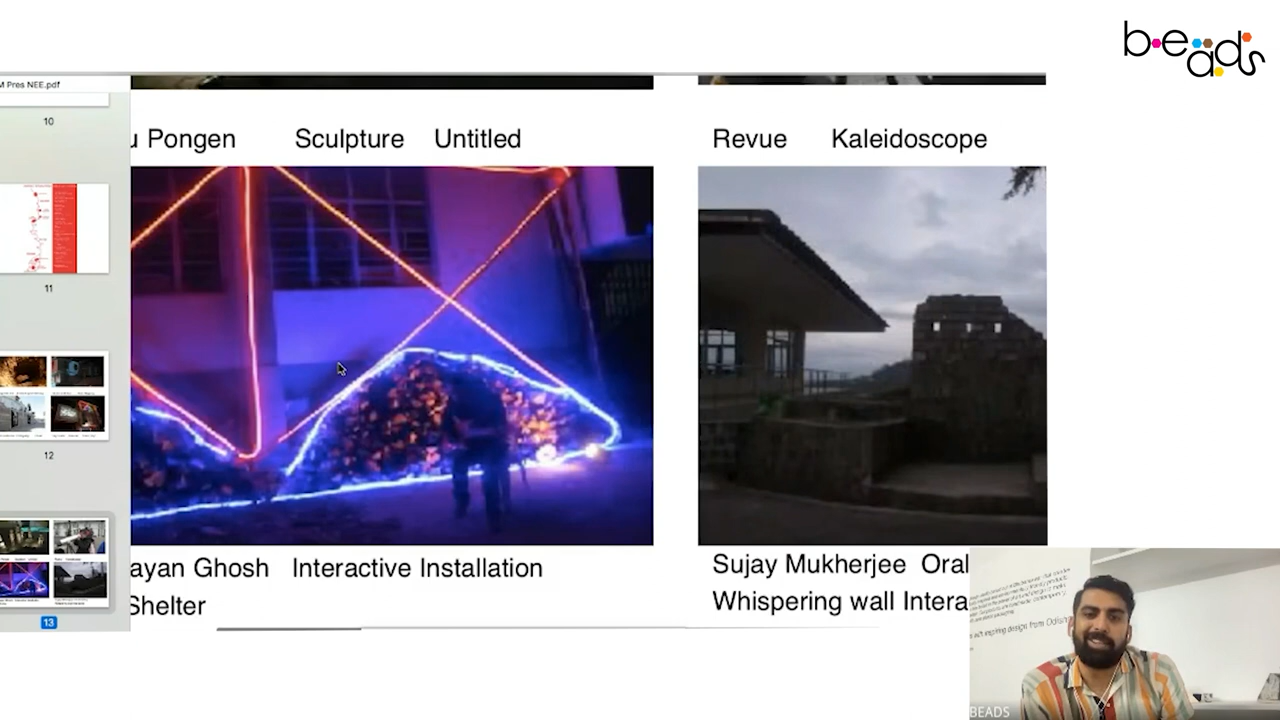 beads
M Pres NEE.pdf
10
u Pongen Sculpture Untitled
Revue Kaleidoscope
11
12
ayan Ghosh Interactive Installation
Shelter
Sujay Mukherjee Oral
Whispering wall Intera
13
BEADS